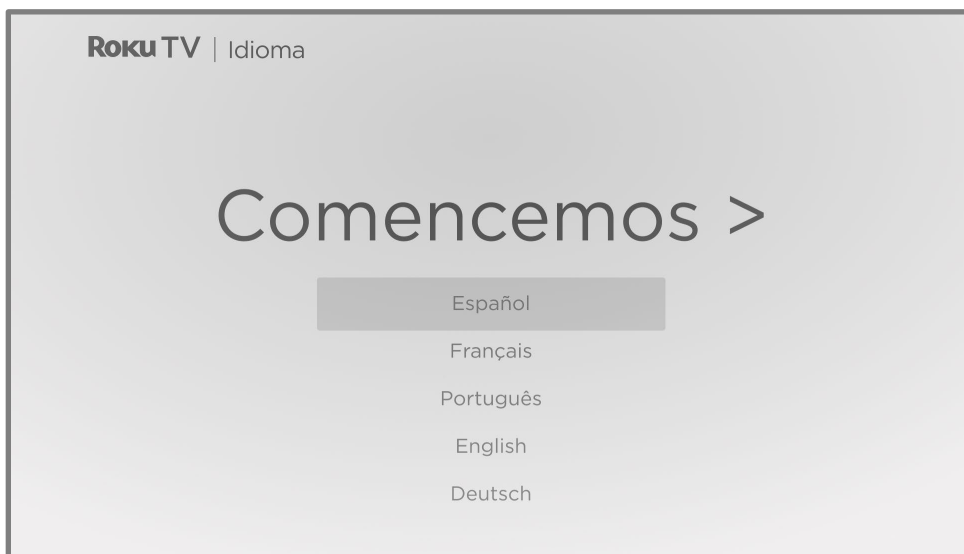 Roku TV | Idioma
Comencemos >
Español
Français
Português
English
Deutsch